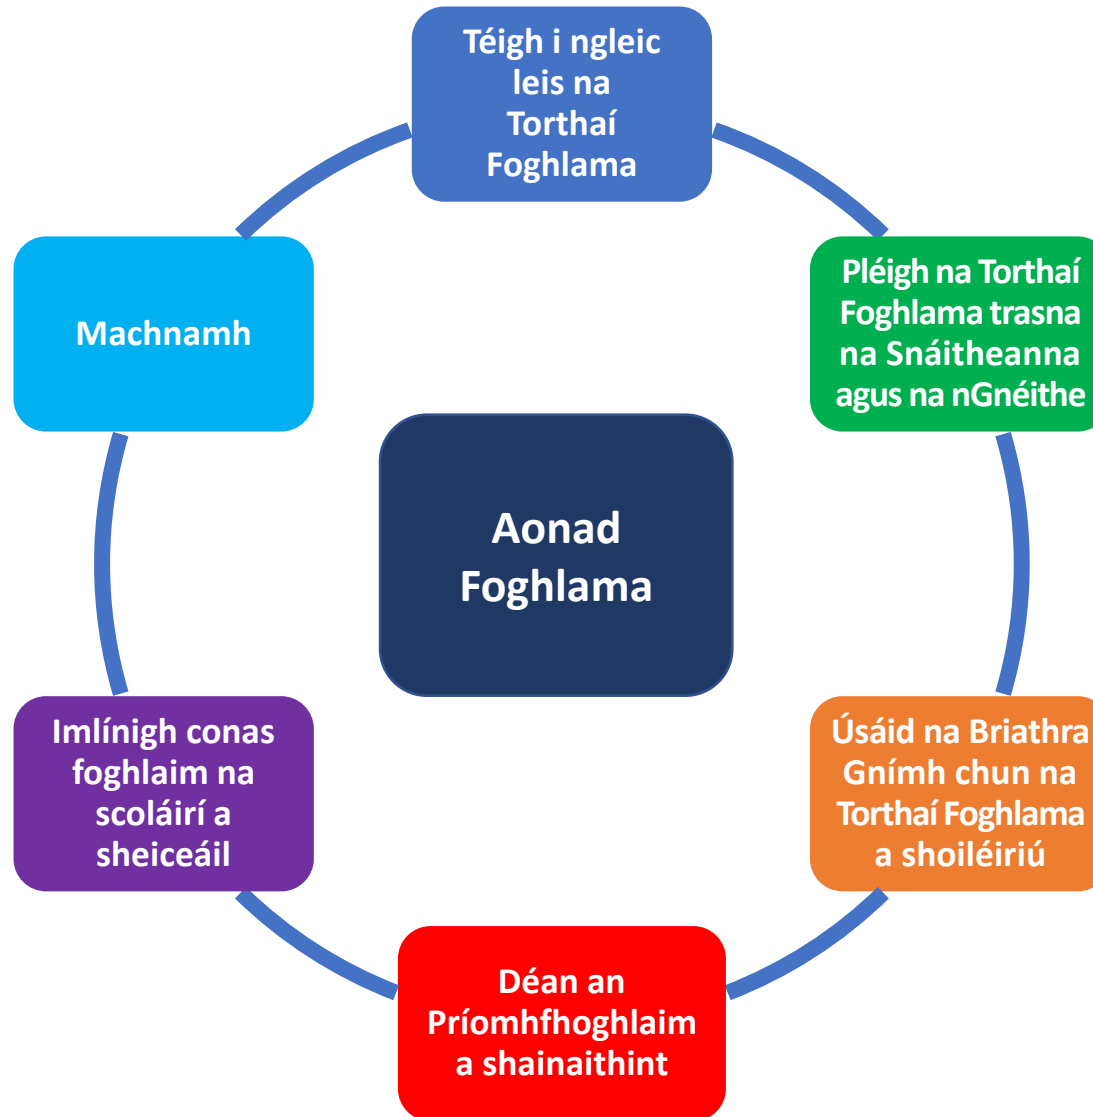 Téigh i ngleic
leis na
Torthaí
Foghlama
Pléigh na Torthaí
Foghlama trasna
na Snáitheanna
agus na nGnéithe
Úsáid na Briathra
Gnímh chun na
Torthaí Foghlama
a shoiléiriú
Déan an
Príomhfhoghlaim
a shainaithint
Imlínigh conas
foghlaim na
scoláirí a
sheiceáil
Machnamh
Aonad
Foghlama